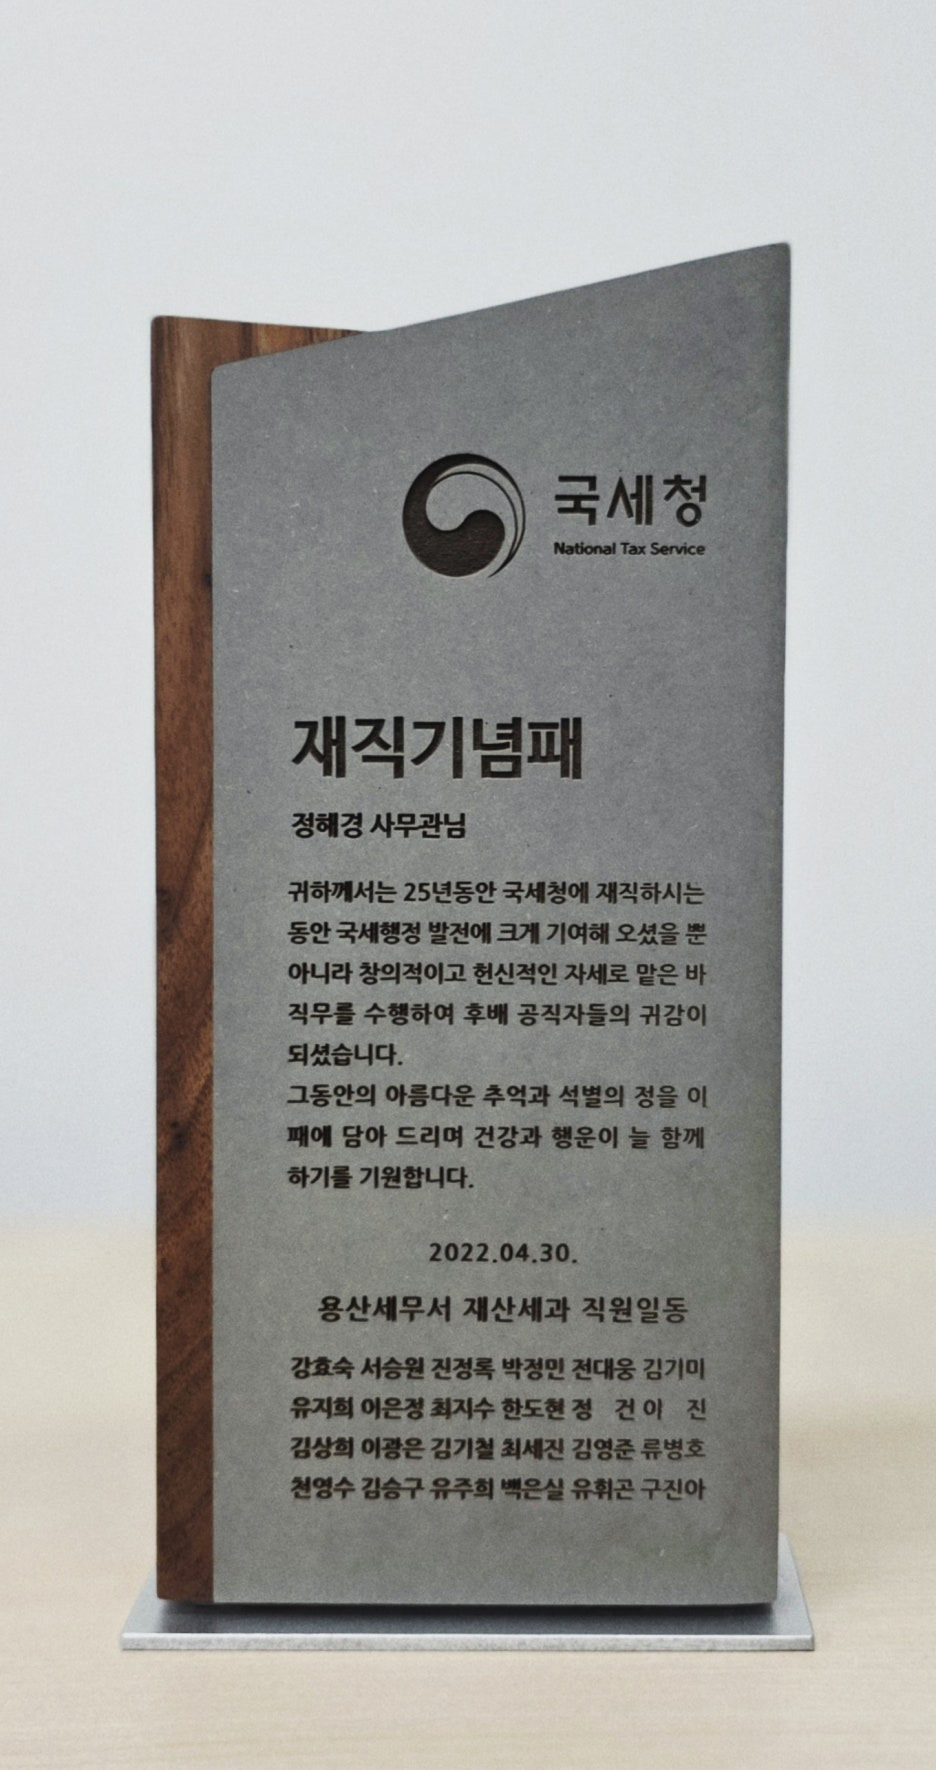 국세청
National Tax Service
재직기념패
정혜경 사무관님
귀하께서는 25년동안 국세청에 재직하시는
동안 국세행정 발전에 크게 기여해 오셨을 뿐
아니라 창의적이고 헌신적인 자세로 맡은 바
직무를 수행하여 후배 공직자들의 귀감이
되셨습니다.
그동안의 아름다운 추억과 석별의 정을 이
패에 담아 드리며 건강과 행운이 늘 함께
하기를 기원합니다.
2022.04.30.
용산세무서 재산세과 직원일동
강효숙 서승원 진정록 박정민 전대웅 김기미
유지희 이은정 최지수 한도현 정 건 이 진
김상희 이광은 김기철 최세진 김영준 류병호
천영수 김승구 유주희 백은실 유휘곤 구진아